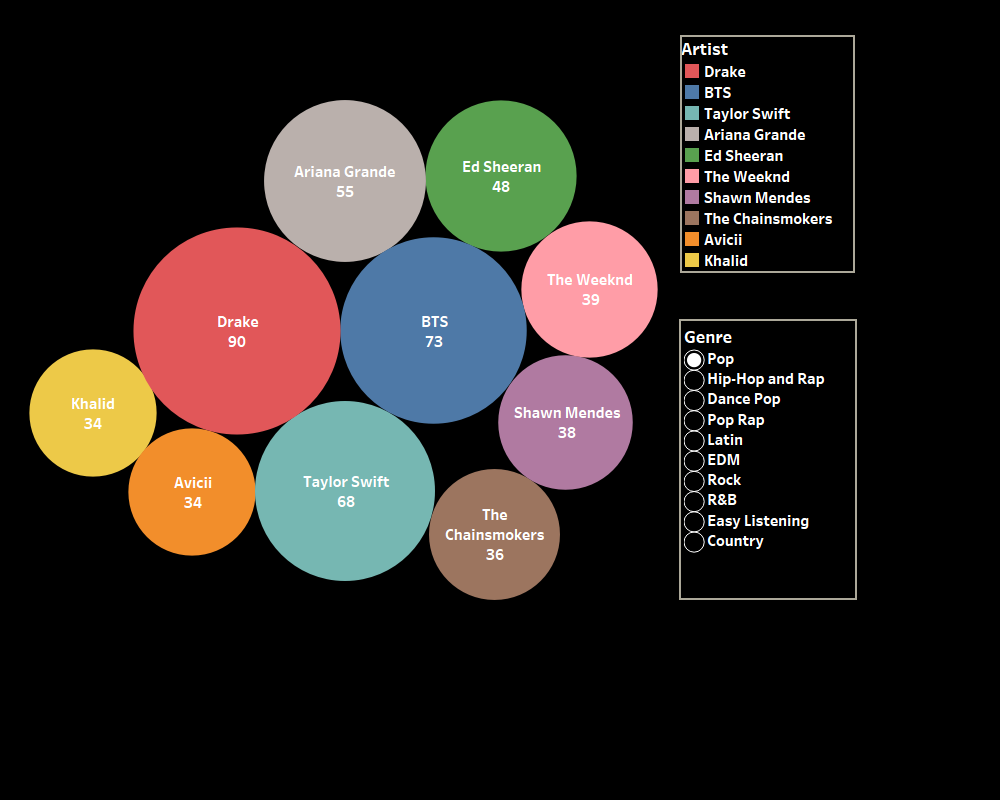 Ariana Grande
55
Ed Sheeran
48
The Weeknd
39
Drake
90
BTS
73
Khalid
34
Shawn Mendes
38
Avicii
34
Taylor Swift
68
The
Chainsmokers
36
Artist
Drake
BTS
Taylor Swift
Ariana Grande
Ed Sheeran
The Weeknd
Shawn Mendes
The Chainsmokers
Avicii
Khalid
Genre
Pop
Hip-Hop and Rap
Dance Pop
Pop Rap
Latin
EDM
Rock
R&B
Easy Listening
Country